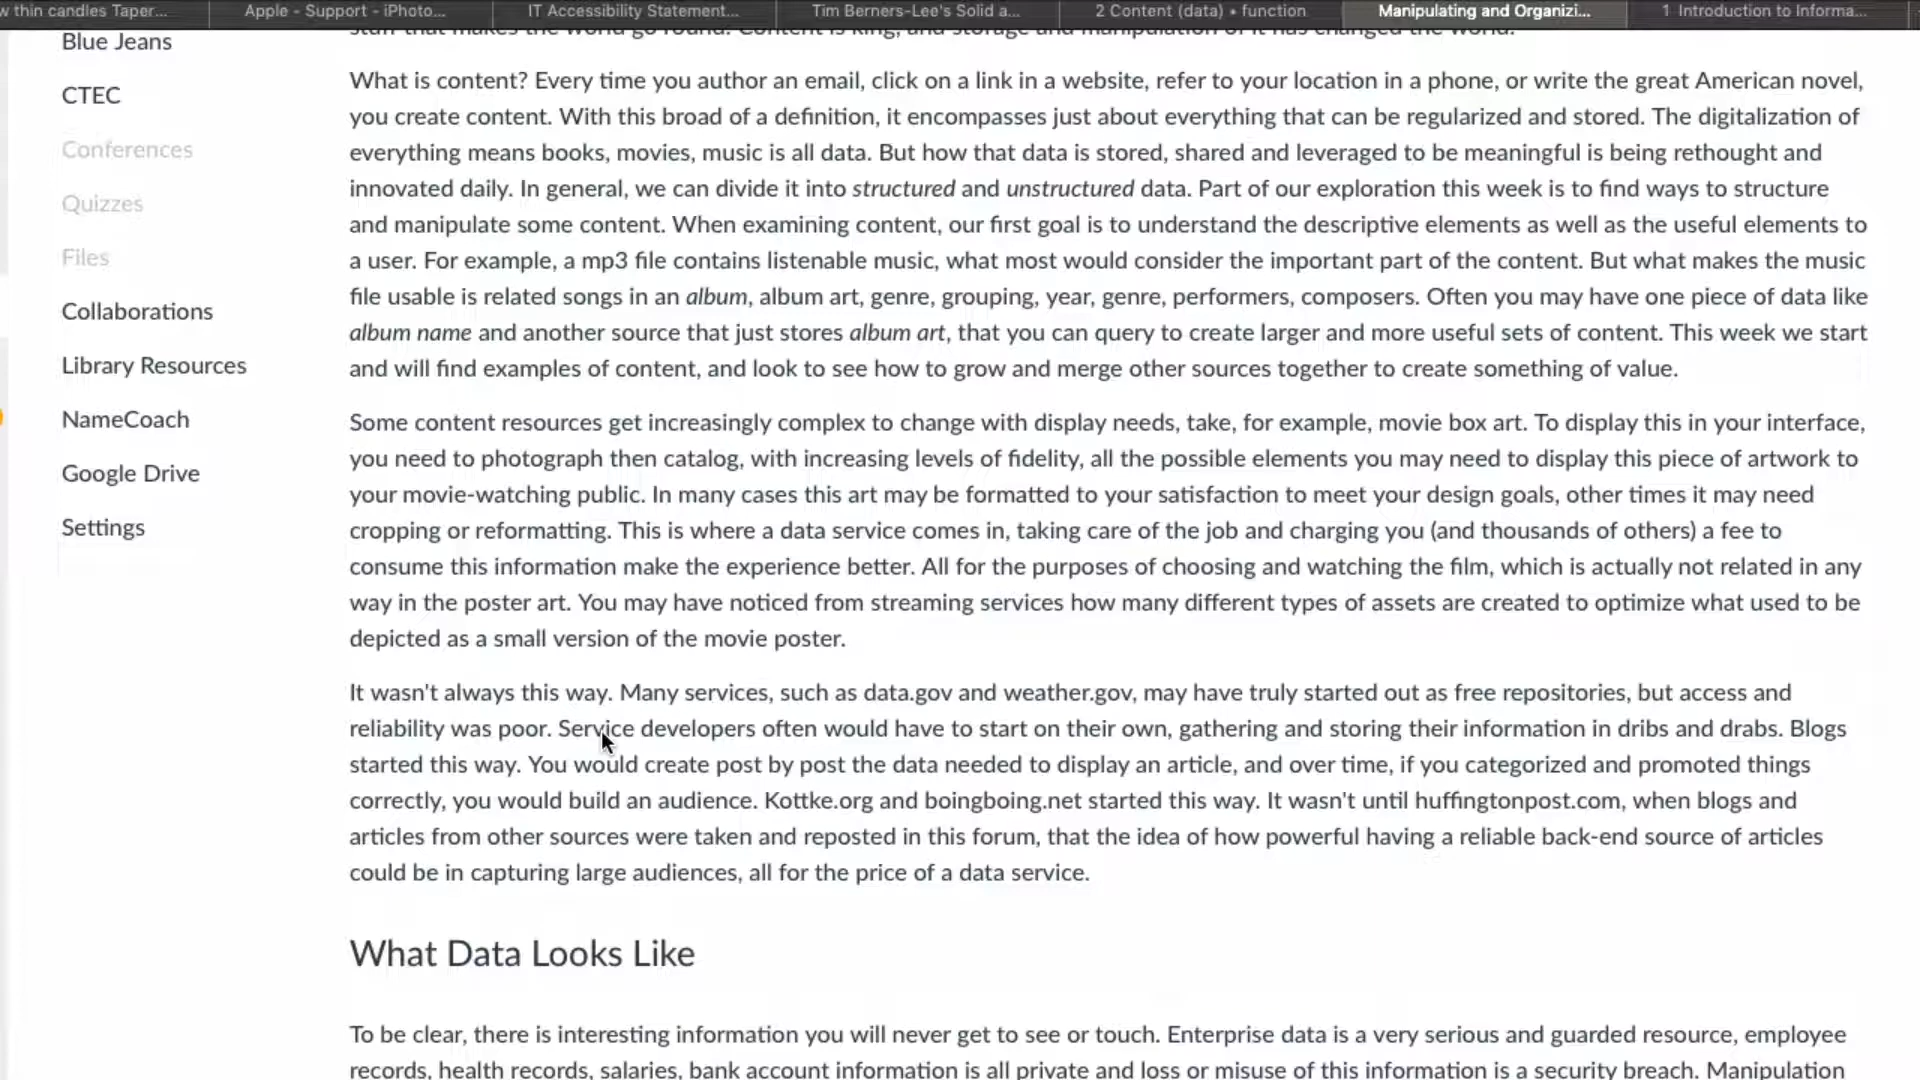 w thin candles Taper...
Apple - Support - iPhoto...
IT Accessibility Statement...
Tim Berners-Lee's Solid a...
2 Content (data) • function
Manipulating and Organizi...
1 Introduction to Informa...
Blue Jeans
CTEC
Conferences
Quizzes
Files
Collaborations
Library Resources
NameCoach
Google Drive
Settings
stuff that makes the world go round. Content is king, and storage and manipulation of it has changed the world.
What is content? Every time you author an email, click on a link in a website, refer to your location in a phone, or write the great American novel,
you create content. With this broad of a definition, it encompasses just about everything that can be regularized and stored. The digitalization of
everything means books, movies, music is all data. But how that data is stored, shared and leveraged to be meaningful is being rethought and
innovated daily. In general, we can divide it into structured and unstructured data. Part of our exploration this week is to find ways to structure
and manipulate some content. When examining content, our first goal is to understand the descriptive elements as well as the useful elements to
a user. For example, a mp3 file contains listenable music, what most would consider the important part of the content. But what makes the music
file usable is related songs in an album, album art, genre, grouping, year, genre, performers, composers. Often you may have one piece of data like
album name and another source that just stores album art, that you can query to create larger and more useful sets of content. This week we start
and will find examples of content, and look to see how to grow and merge other sources together to create something of value.
Some content resources get increasingly complex to change with display needs, take, for example, movie box art. To display this in your interface,
you need to photograph then catalog, with increasing levels of fidelity, all the possible elements you may need to display this piece of artwork to
your movie-watching public. In many cases this art may be formatted to your satisfaction to meet your design goals, other times it may need
cropping or reformatting. This is where a data service comes in, taking care of the job and charging you (and thousands of others) a fee to
consume this information make the experience better. All for the purposes of choosing and watching the film, which is actually not related in any
way in the poster art. You may have noticed from streaming services how many different types of assets are created to optimize what used to be
depicted as a small version of the movie poster.
It wasn't always this way. Many services, such as data.gov and weather.gov, may have truly started out as free repositories, but access and
reliability was poor. Service developers often would have to start on their own, gathering and storing their information in dribs and drabs. Blogs
started this way. You would create post by post the data needed to display an article, and over time, if you categorized and promoted things
correctly, you would build an audience. Kottke.org and boingboing.net started this way. It wasn't until huffingtonpost.com, when blogs and
articles from other sources were taken and reposted in this forum, that the idea of how powerful having a reliable back-end source of articles
could be in capturing large audiences, all for the price of a data service.
What Data Looks Like
To be clear, there is interesting information you will never get to see or touch. Enterprise data is a very serious and guarded resource, employee
records, health records, salaries, bank account information is all private and loss or misuse of this information is a security breach. Manipulation